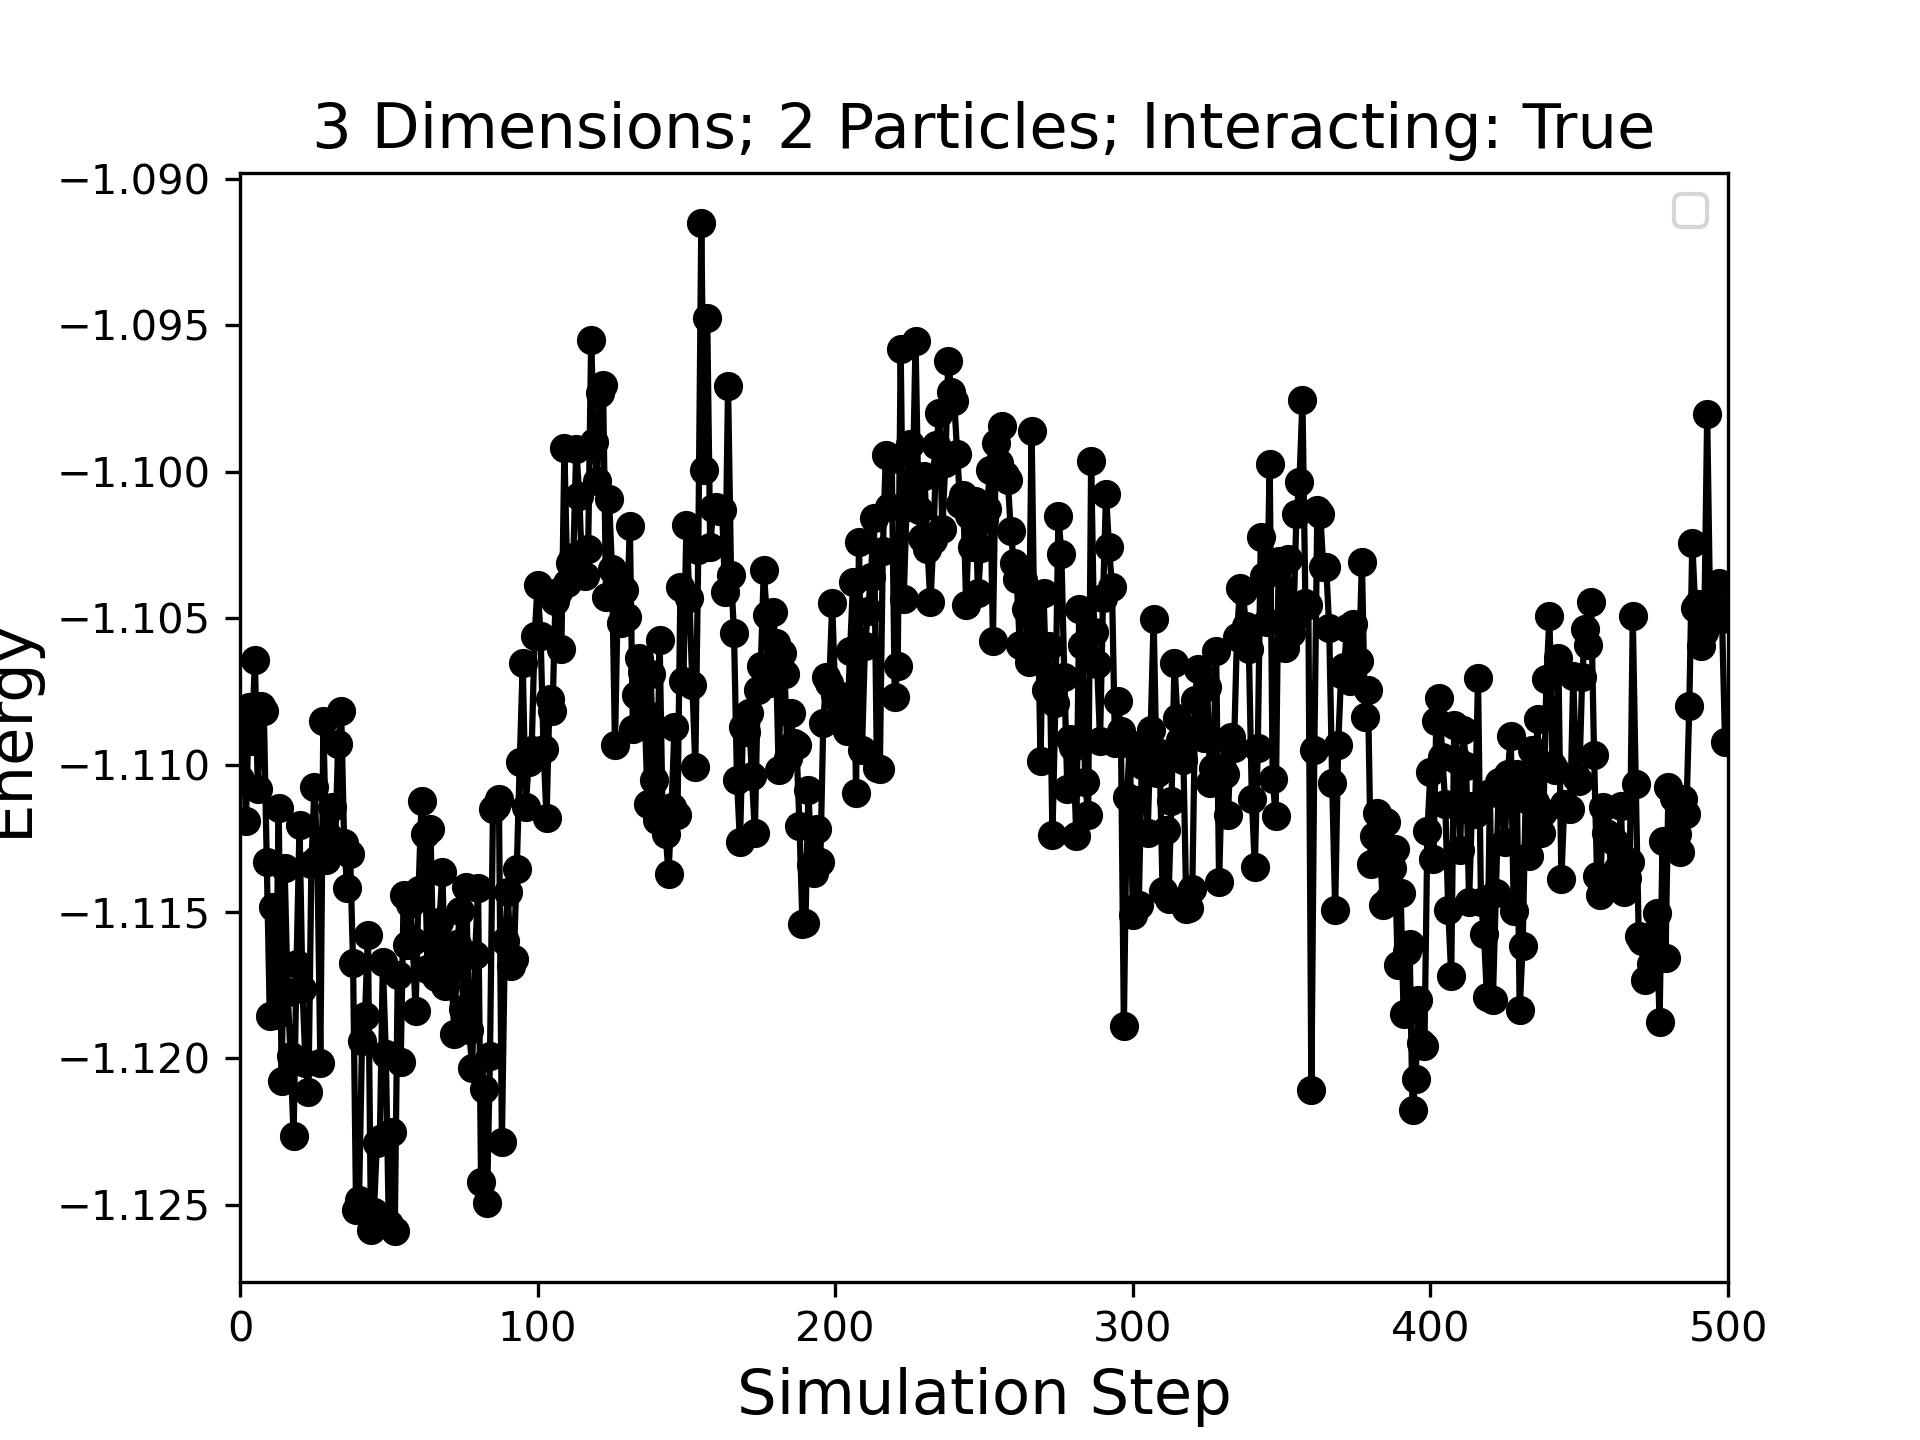 3 Dimensions; 2 Particles; Interacting: True
−1.090
−1.095
−1.100
−1.105
−1.110
−1.115
−1.120
−1.125
Energy
0 100 200 300 400 500
Simulation Step